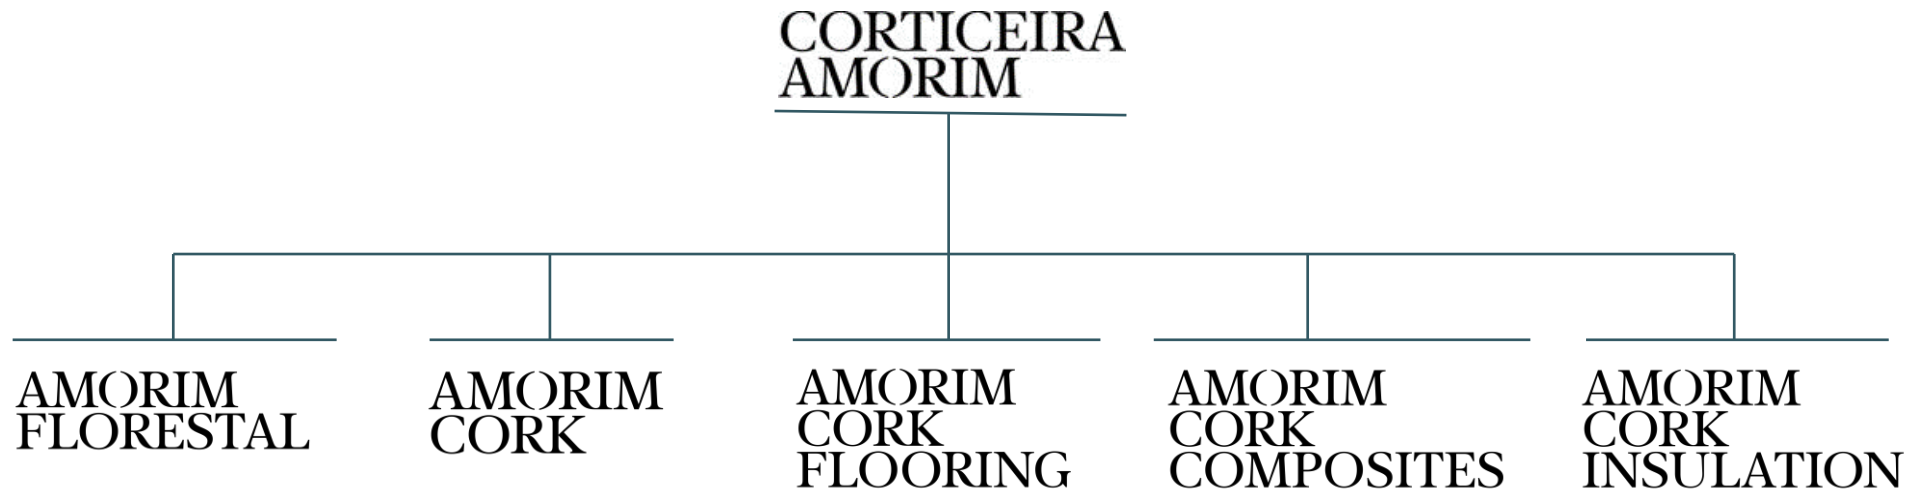 CORTICEIRA
AMORIM
AMORIM
FLORESTAL
AMORIM
CORK
AMORIM
CORK
FLOORING
AMORIM
CORK
COMPOSITES
AMORIM
CORK
INSULATION